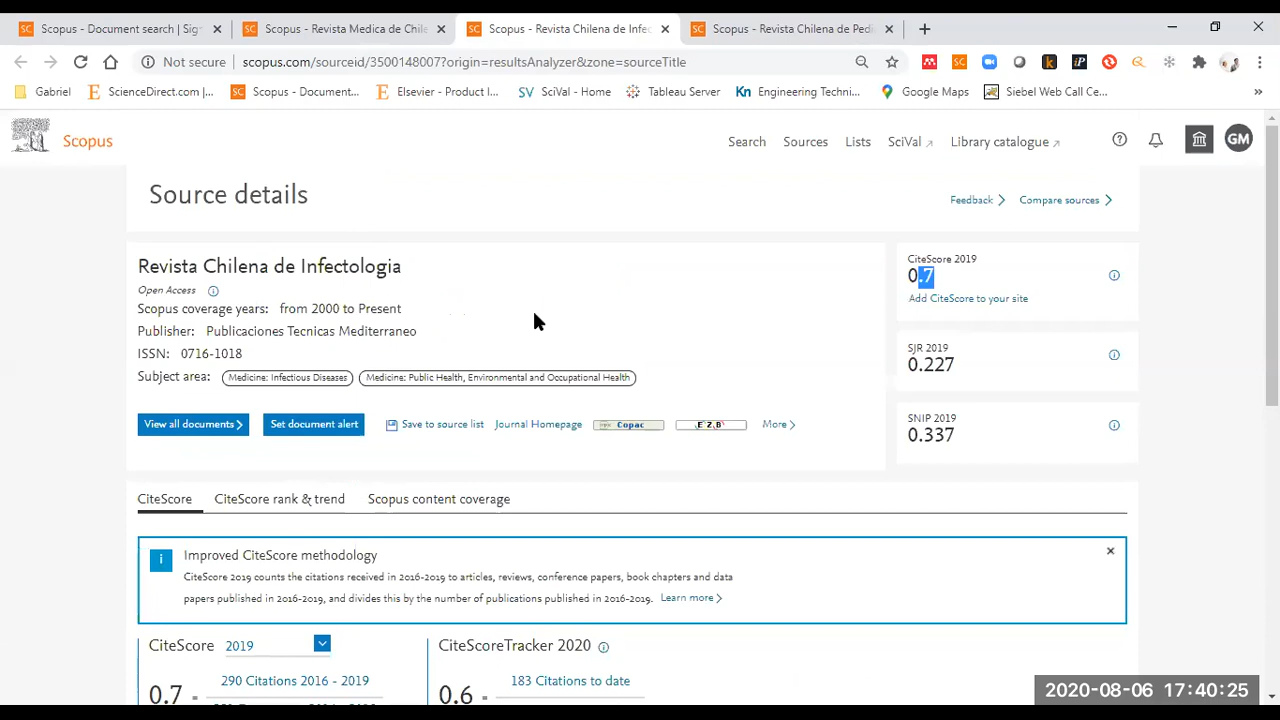 Scopus - Document search | Sig
Scopus - Revista Medica de Chile
Scopus - Revista Chilena de Infec
Scopus - Revista Chilena de Pedi
Not secure
scopus.com/sourceid/3500148007?origin=resultsAnalyzer&zone=sourceTitle
Gabriel
ScienceDirect.com |...
Scopus - Document...
Elsevier - Product I...
SciVal - Home
Tableau Server
Kn Engineering Techni...
Google Maps
Siebel Web Call Ce...
Scopus
Search
Sources
Lists
SciVal
Library catalogue
GM
Source details
Feedback
Compare sources
Revista Chilena de Infectologia
Open Access
Scopus coverage years: from 2000 to Present
Publisher: Publicaciones Tecnicas Mediterraneo
ISSN: 0716-1018
Subject area: Medicine: Infectious Diseases Medicine: Public Health, Environmental and Occupational Health
View all documents
Set document alert
Save to source list
Journal Homepage
Copac
E Z B
More
CiteScore 2019
0.7
Add CiteScore to your site
SJR 2019
0.227
SNIP 2019
0.337
CiteScore
CiteScore rank & trend
Scopus content coverage
Improved CiteScore methodology
CiteScore 2019 counts the citations received in 2016-2019 to articles, reviews, conference papers, book chapters and data
papers published in 2016-2019, and divides this by the number of publications published in 2016-2019. Learn more
CiteScore 2019
0.7 = 290 Citations 2016 - 2019
CiteScoreTracker 2020
0.6 = 183 Citations to date
2020-08-06 17:40:25